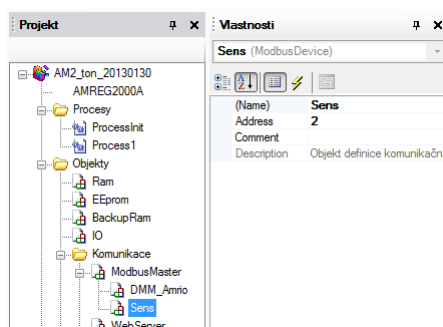 Projekt
AM2_ton_20130130
AMREG2000A
Procesy
ProcessInit
Process1
Objekty
Ram
EEprom
BackupRam
IO
Komunikace
ModbusMaster
DMM_Amrio
Sens
WebServer
Vlastnosti
Sens (ModbusDevice)
(Name) Sens
Address 2
Comment
Description Objekt definice komunikačn